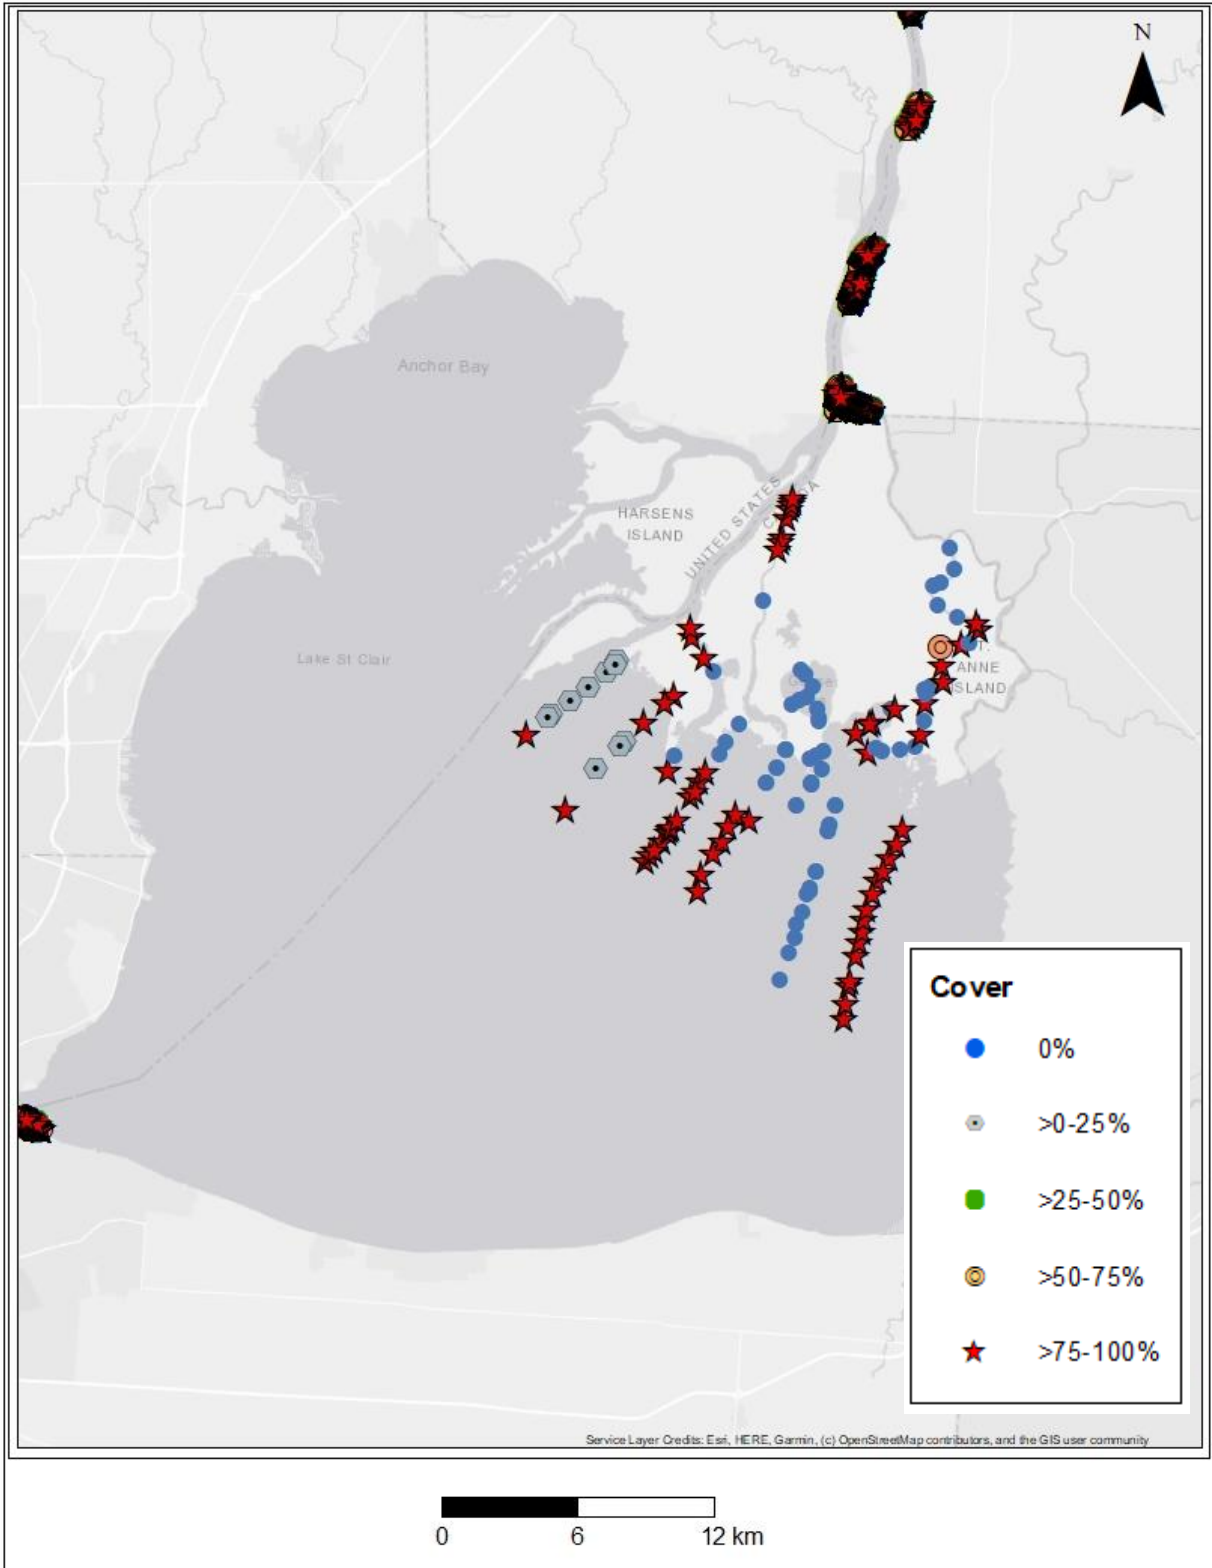 N
Anchor Bay
HARSENS
ISLAND
UNITED STATES
Lake St Clair
ANNE
ISLAND
Cover
0%
>0-25%
>25-50%
>50-75%
>75-100%
Service Layer Credits: Esri, HERE, Garmin, (c) OpenStreetMap contributors, and the GIS user community
0 6 12 km